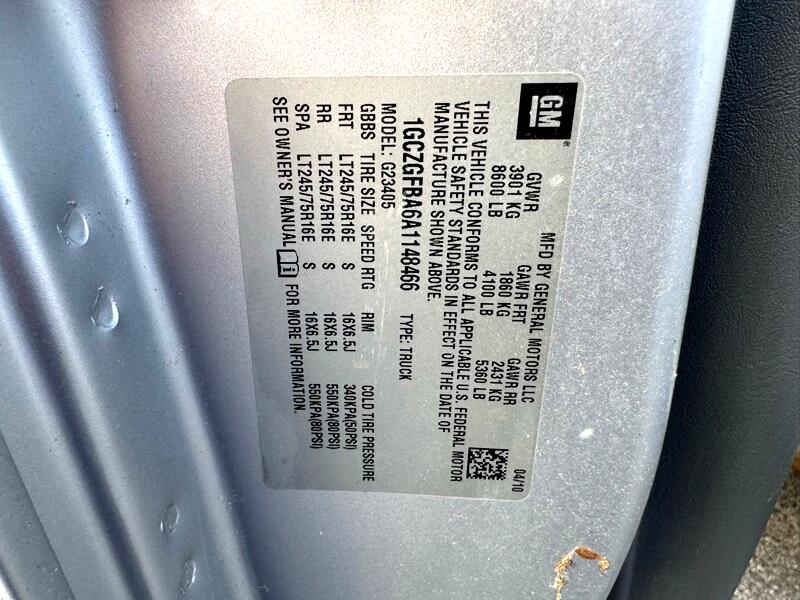 GM®
MFD BY GENERAL MOTORS LLC 04/10
GVWR GAWR FRT GAWR RR
3901 KG 1860 KG 2431 KG
8600 LB 4100 LB 5360 LB
THIS VEHICLE CONFORMS TO ALL APPLICABLE U.S. FEDERAL MOTOR
VEHICLE SAFETY STANDARDS IN EFFECT ON THE DATE OF
MANUFACTURE SHOWN ABOVE.
1GCZGFBA6A1148466 TYPE: TRUCK
MODEL: G23405
GBBS TIRE SIZE SPEED RTG RIM COLD TIRE PRESSURE
FRT LT245/75R16E S 16X6.5J 340KPA(50PSI)
RR LT245/75R16E S 16X6.5J 550KPA(80PSI)
SPA LT245/75R16E S 16X6.5J 550KPA(80PSI)
SEE OWNER'S MANUAL FOR MORE INFORMATION.